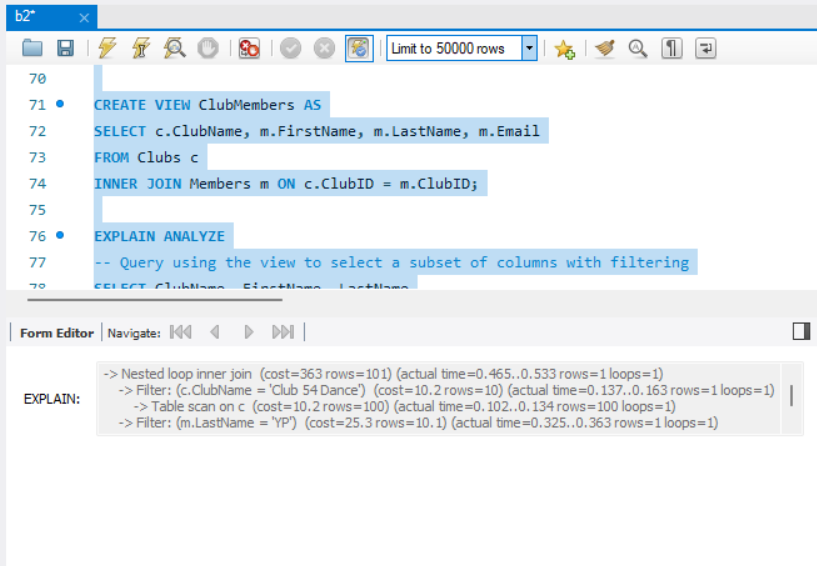 b2*
Limit to 50000 rows
70
71 CREATE VIEW ClubMembers AS
72 SELECT c.ClubName, m.FirstName, m.LastName, m.Email
73 FROM Clubs c
74 INNER JOIN Members m ON c.ClubID = m.ClubID;
75
76 EXPLAIN ANALYZE
77 -- Query using the view to select a subset of columns with filtering
78 SELECT ClubName, FirstName, LastName
Form Editor Navigate:
EXPLAIN:
-> Nested loop inner join (cost=363 rows=101) (actual time=0.465..0.533 rows=1 loops=1)
-> Filter: (c.ClubName = 'Club 54 Dance') (cost=10.2 rows=10) (actual time=0.137..0.163 rows=1 loops=1)
-> Table scan on c (cost=10.2 rows=100) (actual time=0.102..0.134 rows=100 loops=1)
-> Filter: (m.LastName = 'YP') (cost=25.3 rows=10.1) (actual time=0.325..0.363 rows=1 loops=1)